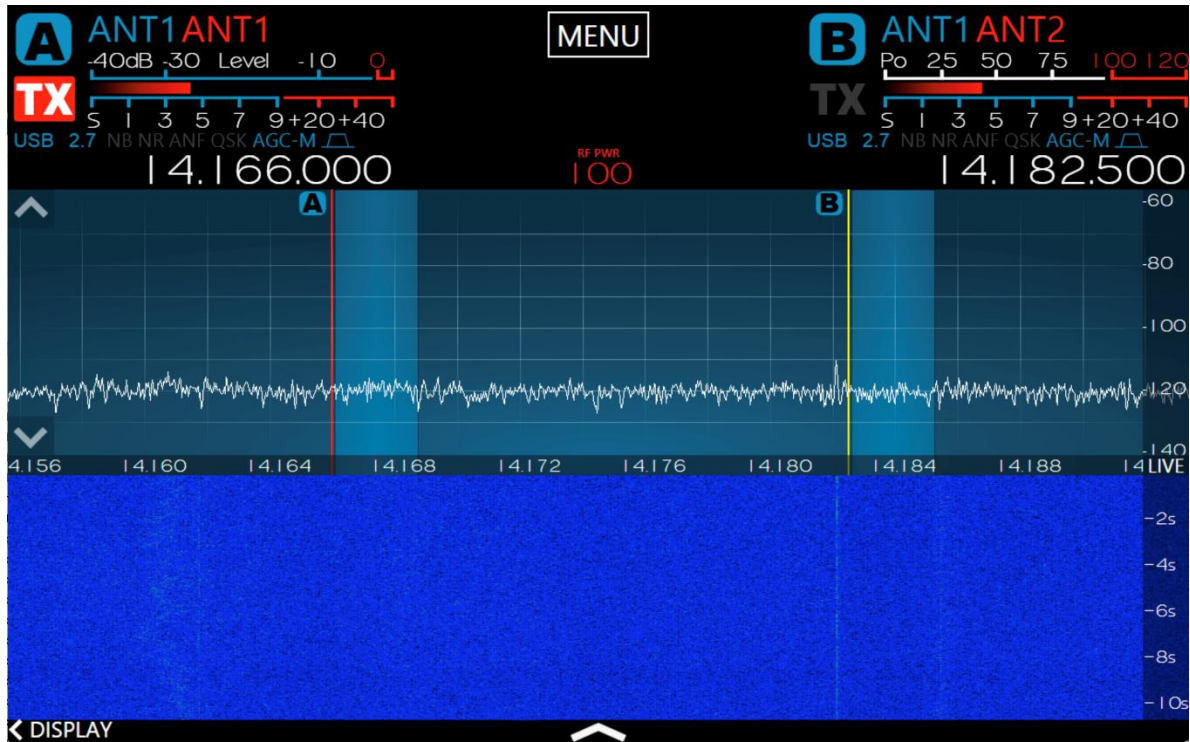 A ANT1 ANT1 MENU B ANT1 ANT2
-40dB -30 Level -10 0 Po 25 50 75 100 120
TX TX
S 1 3 5 7 9 +20 +40 S 1 3 5 7 9 +20 +40
USB 2.7 NB NR ANF QSK AGC-M USB 2.7 NB NR ANF QSK AGC-M
RF PWR
14.166.000 100 14.182.500
A B -60
-80
-100
-120
-140
4.156 14.160 14.164 14.168 14.172 14.176 14.180 14.184 14.188 14 LIVE
-2s
-4s
-6s
-8s
-10s
DISPLAY